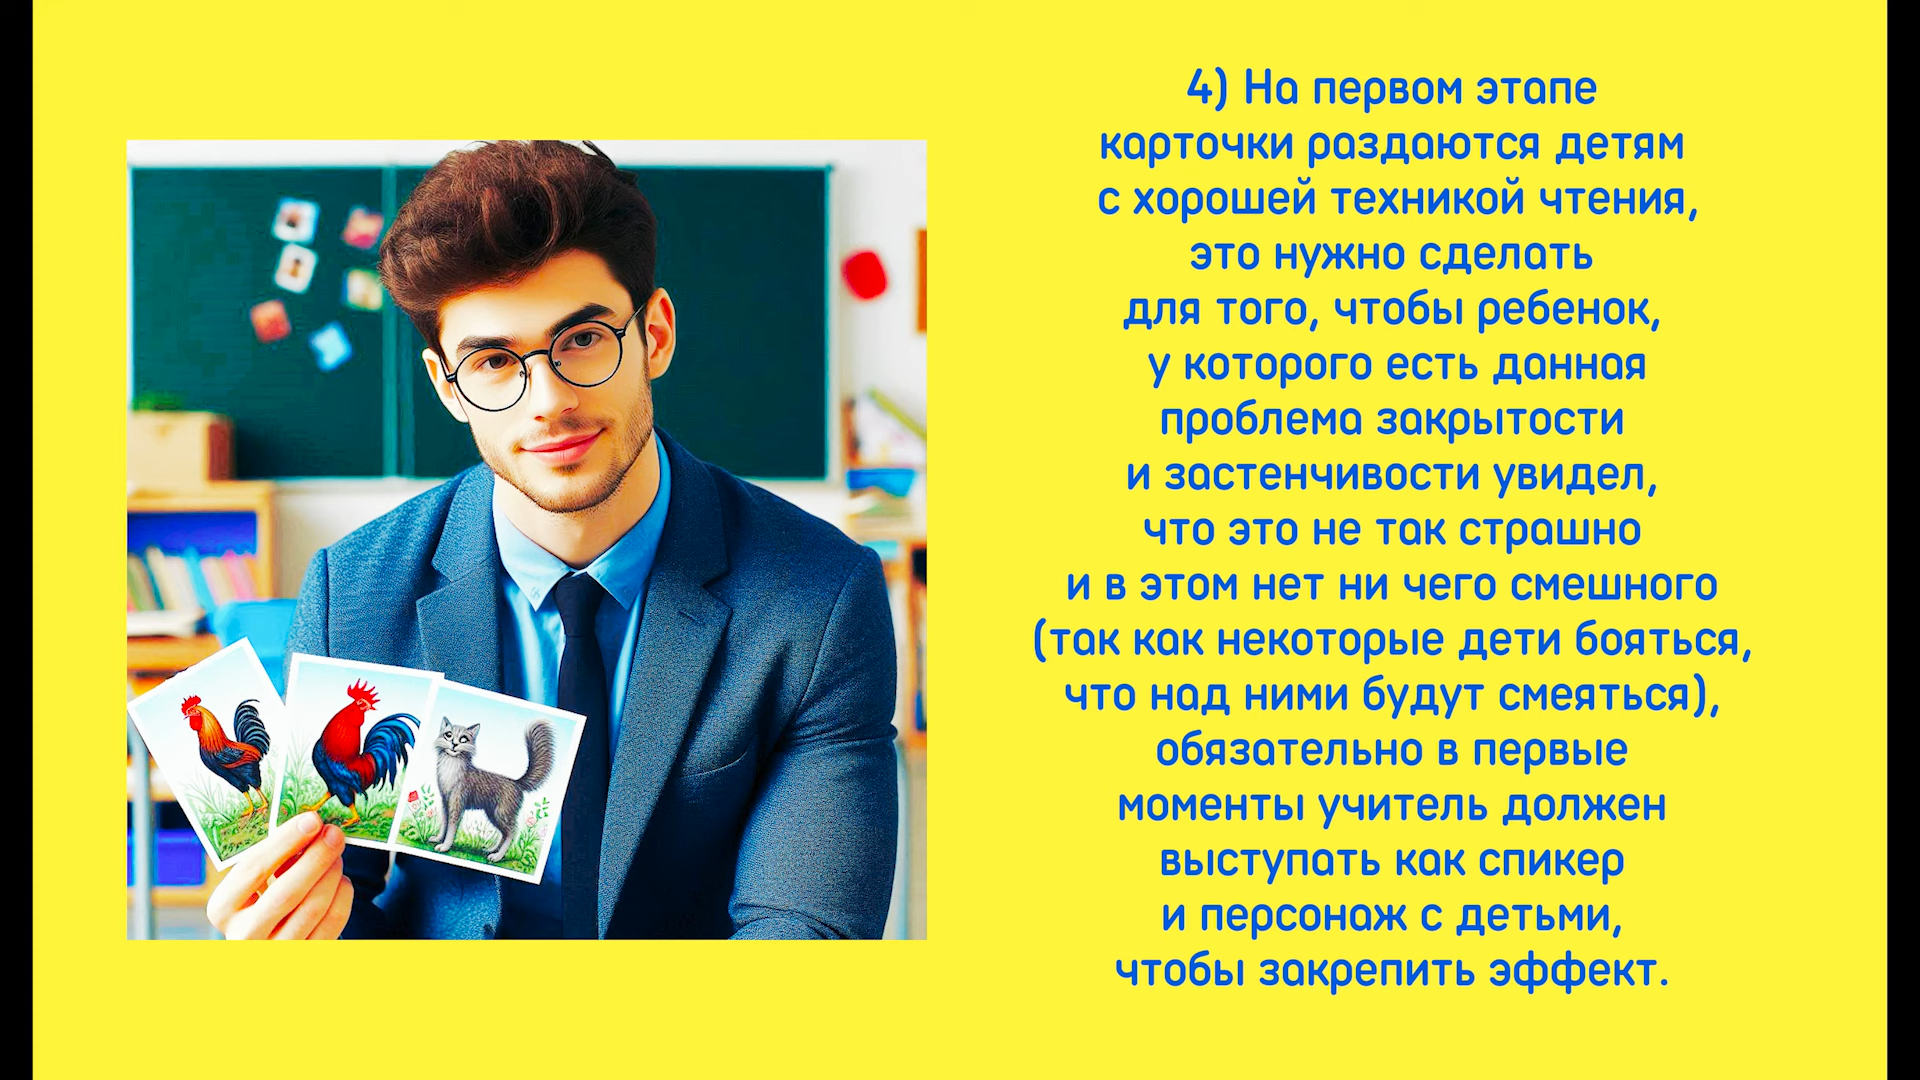 4) На первом этапе
карточки раздаются детям
с хорошей техникой чтения,
это нужно сделать
для того, чтобы ребенок,
у которого есть данная
проблема закрытости
и застенчивости увидел,
что это не так страшно
и в этом нет ни чего смешного
(так как некоторые дети бояться,
что над ними будут смеяться),
обязательно в первые
моменты учитель должен
выступать как спикер
и персонаж с детьми,
чтобы закрепить эффект.